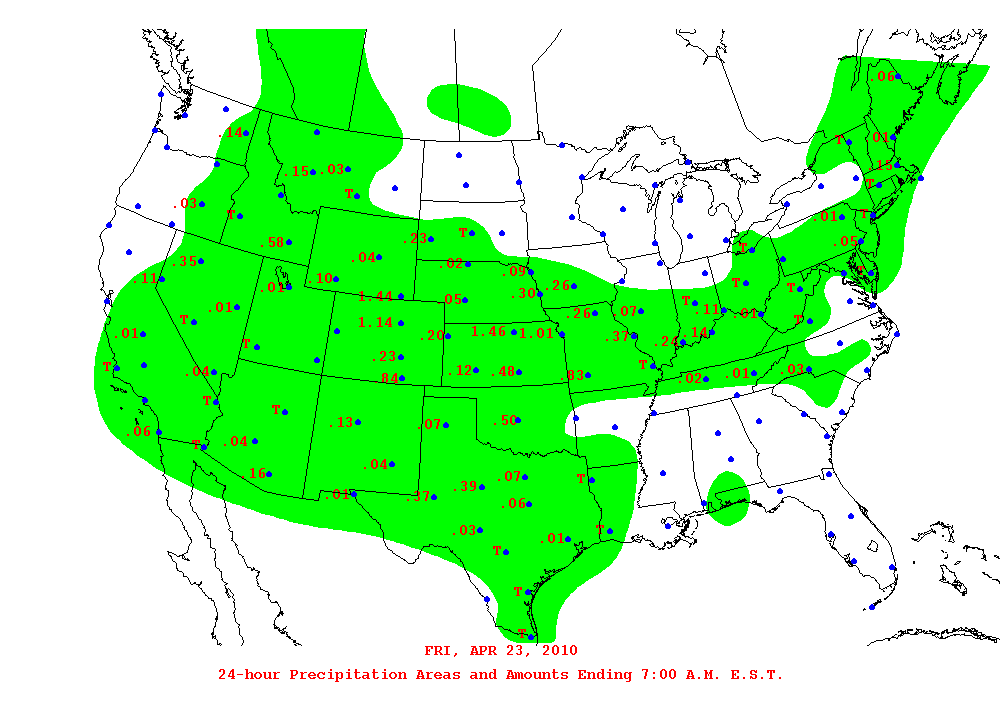 .06
.14
.01
T
.15
.15 .03
T
T
.03
T
.01
T
.58
.23
T
.05
T
.04
.35
.02
.09
T
.11
.10
.01
.26
.26
T
1.44
.05
.30
T
.01
.26
.07
.11
.01
T
T
1.14
.01
.20
1.46
1.01
.37
.14
.24
T
.23
T
.04
.84
.12
.48
.83
T
.02
.01
.03
T
T
.13
.07
.50
.06
T
.04
.04
.16
.01
.37
.39
.07
T
.06
.03
.01
T
T
T
T
FRI, APR 23, 2010
24-hour Precipitation Areas and Amounts Ending 7:00 A.M. E.S.T.